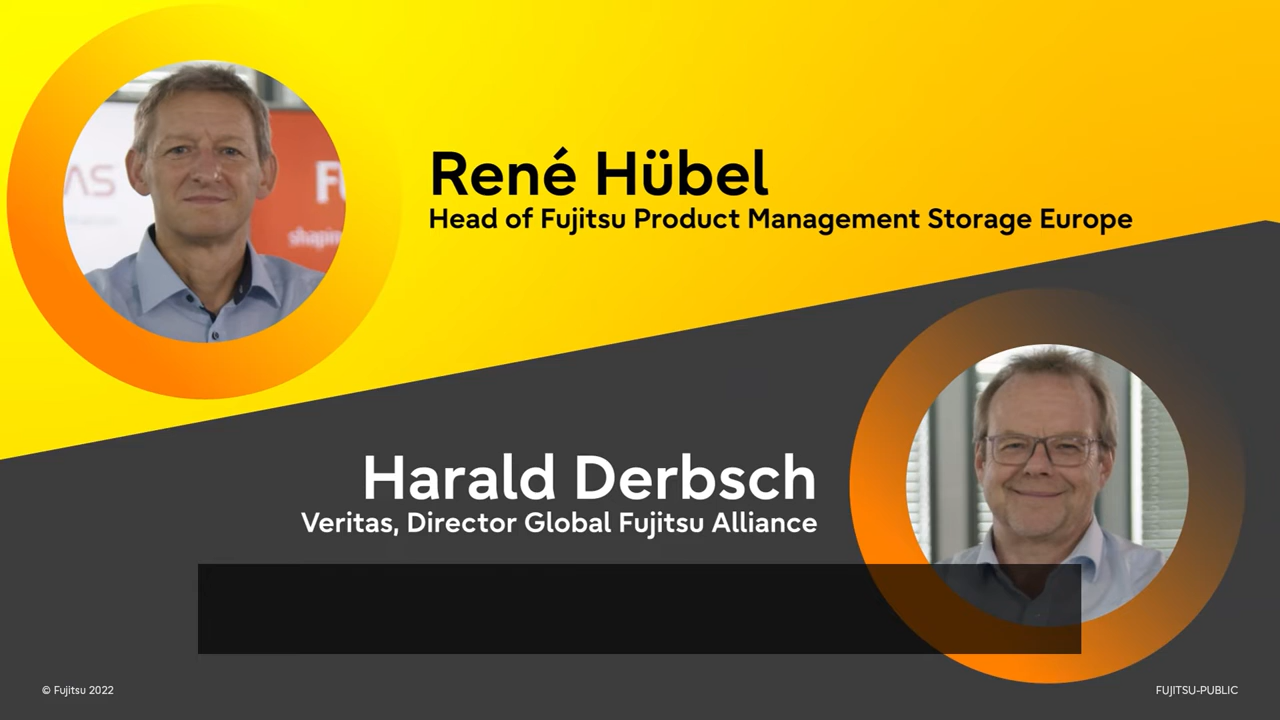 René Hübel
Head of Fujitsu Product Management Storage Europe
Harald Derbsch
Veritas, Director Global Fujitsu Alliance
© Fujitsu 2022
FUJITSU-PUBLIC